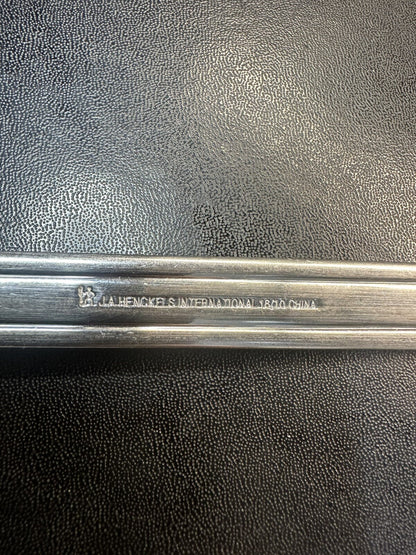 J.A. HENCKELS INTERNATIONAL 18/10 CHINA